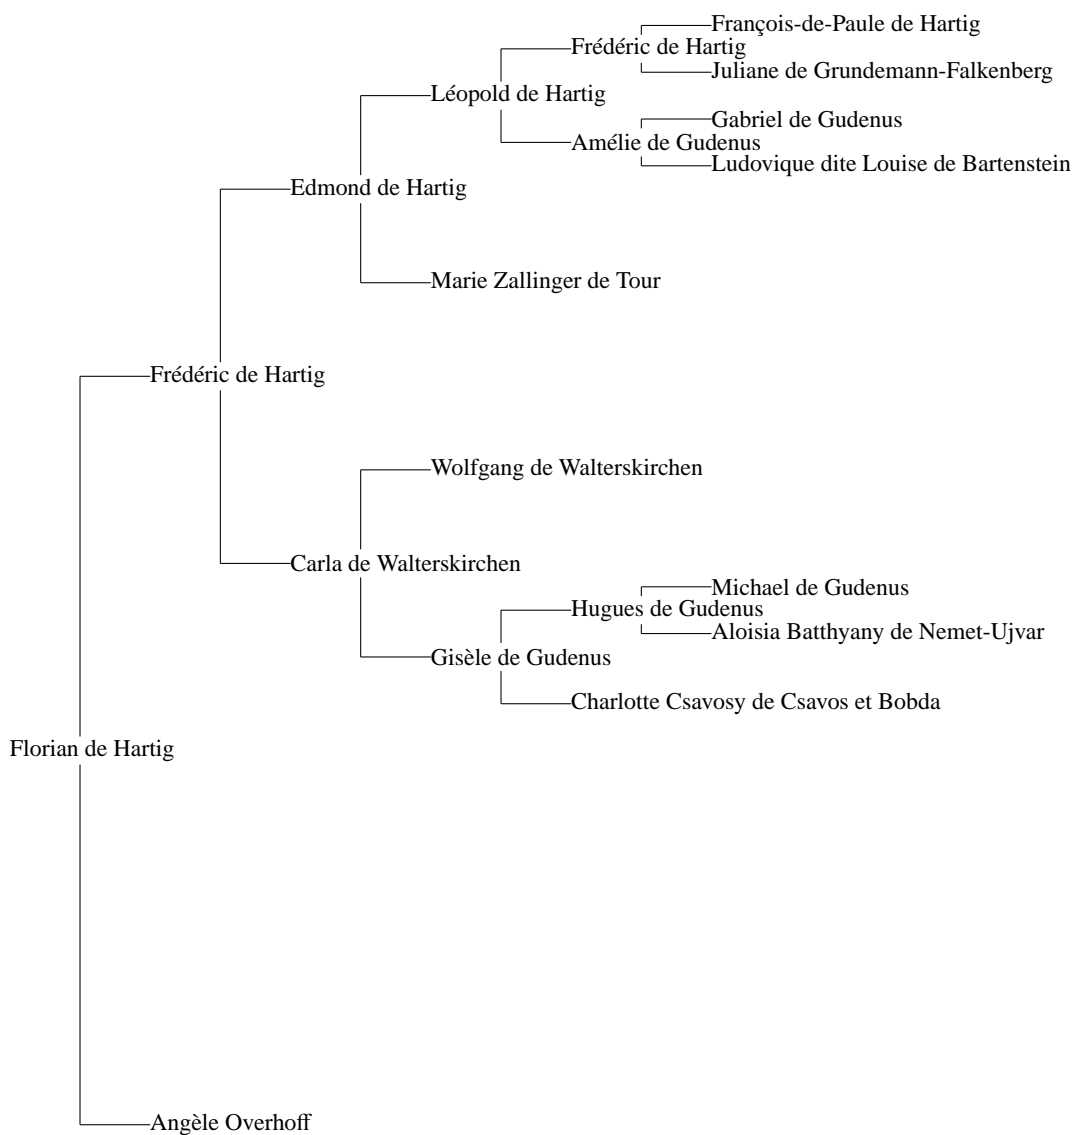 François-de-Paule de Hartig
Frédéric de Hartig
Juliane de Grundemann-Falkenberg
Léopold de Hartig
Gabriel de Gudenus
Amélie de Gudenus
Ludovique dite Louise de Bartenstein
Edmond de Hartig
Marie Zallinger de Tour
Frédéric de Hartig
Wolfgang de Walterskirchen
Carla de Walterskirchen
Michael de Gudenus
Hugues de Gudenus
Aloisia Batthyany de Nemet-Ujvar
Gisèle de Gudenus
Charlotte Csavosy de Csavos et Bobda
Florian de Hartig
Angèle Overhoff